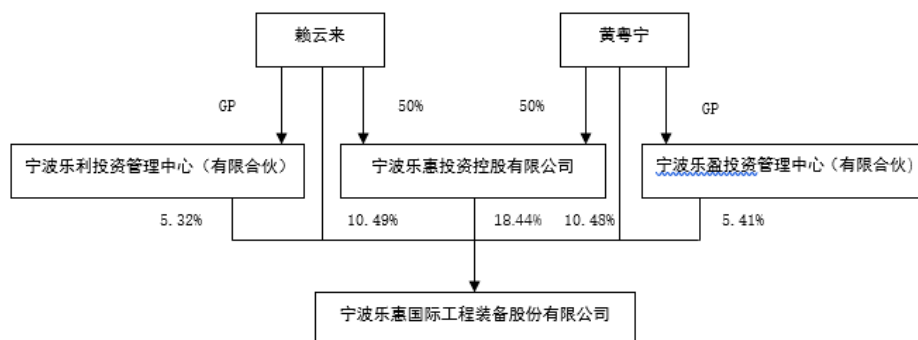 赖云来
黄粤宁
GP
50%
50%
GP
宁波乐利投资管理中心（有限合伙）
宁波乐惠投资控股有限公司
宁波乐盈投资管理中心（有限合伙）
5.32%
10.49%
18.44%
10.48%
5.41%
宁波乐惠国际工程装备股份有限公司